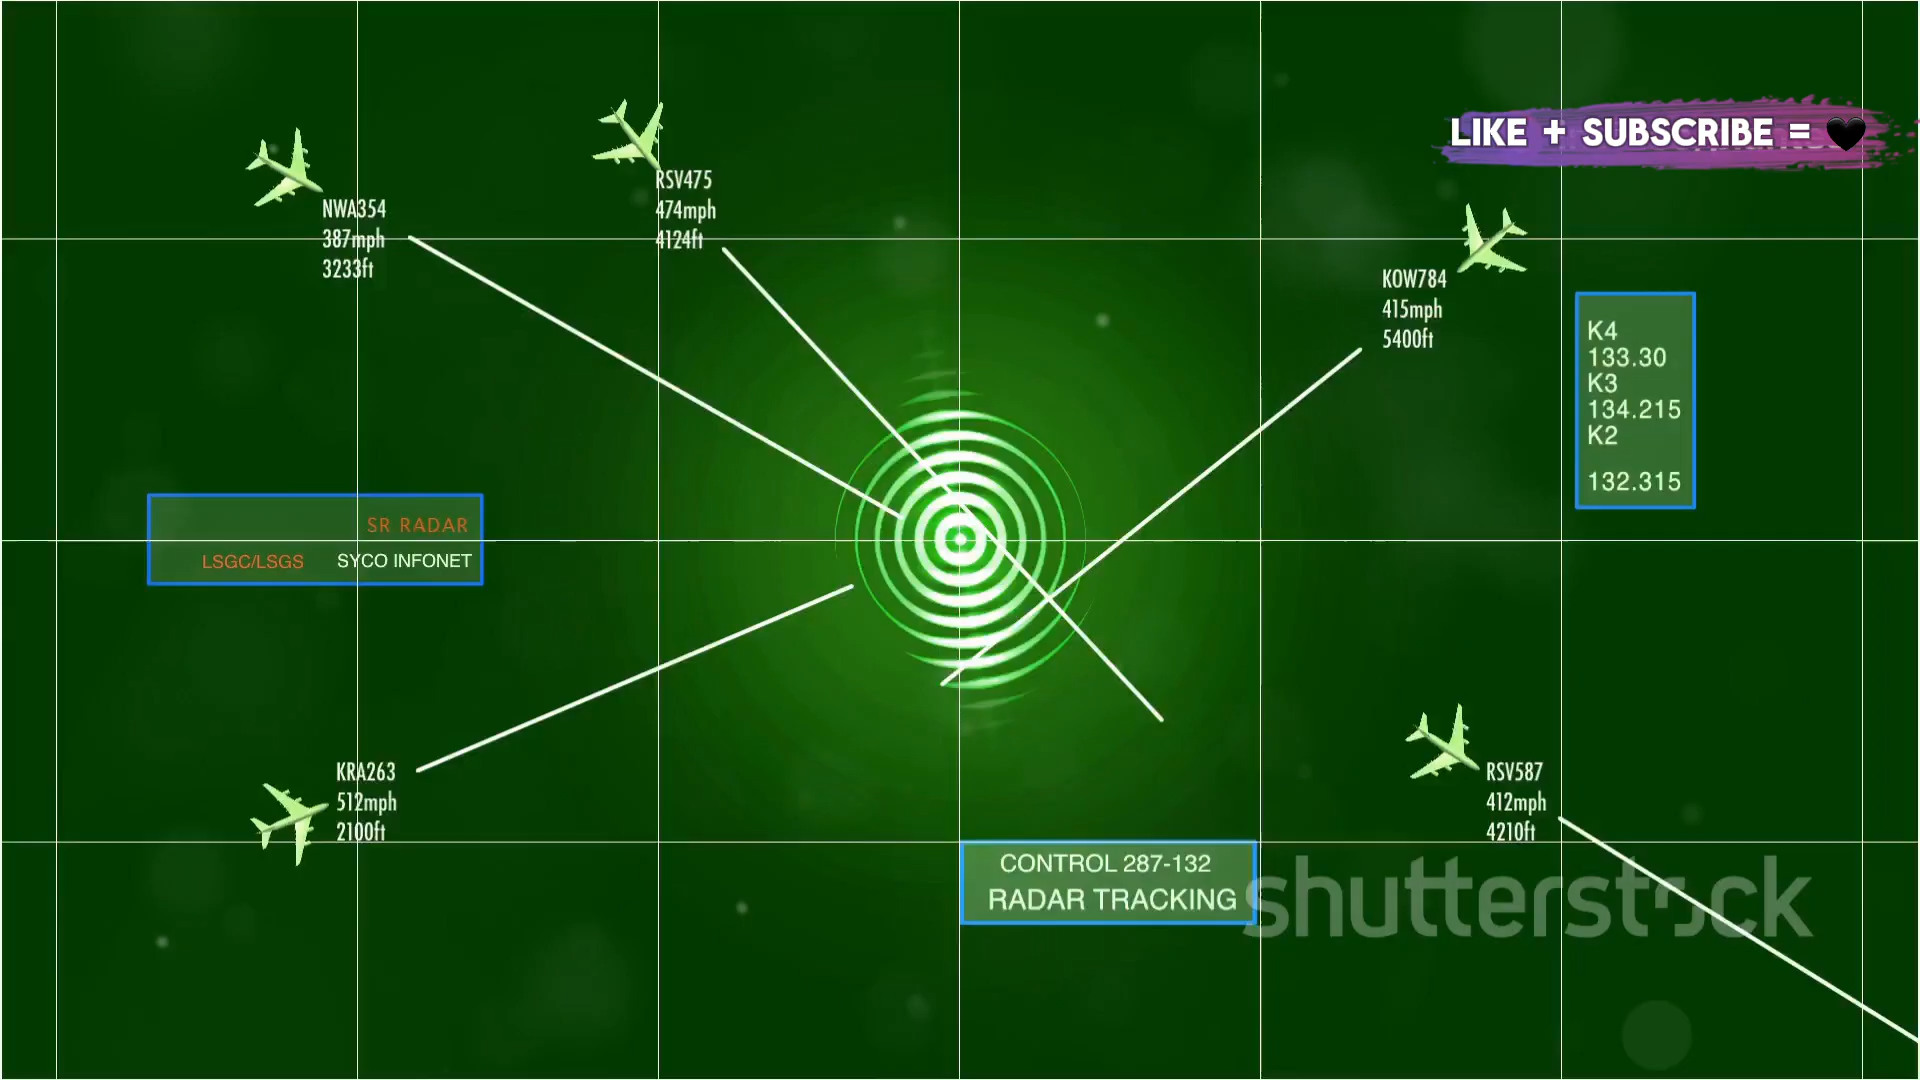 LIKE + SUBSCRIBE = 🖤
NWA354
387mph
3233ft
RSV475
474mph
4124ft
KOW784
415mph
5400ft
K4
133.30
K3
134.215
K2
132.315
SR RADAR
LSGC/LSGS SYCO INFONET
KRA263
512mph
2100ft
RSV587
412mph
4210ft
CONTROL 287-132
RADAR TRACKING
shutterstock